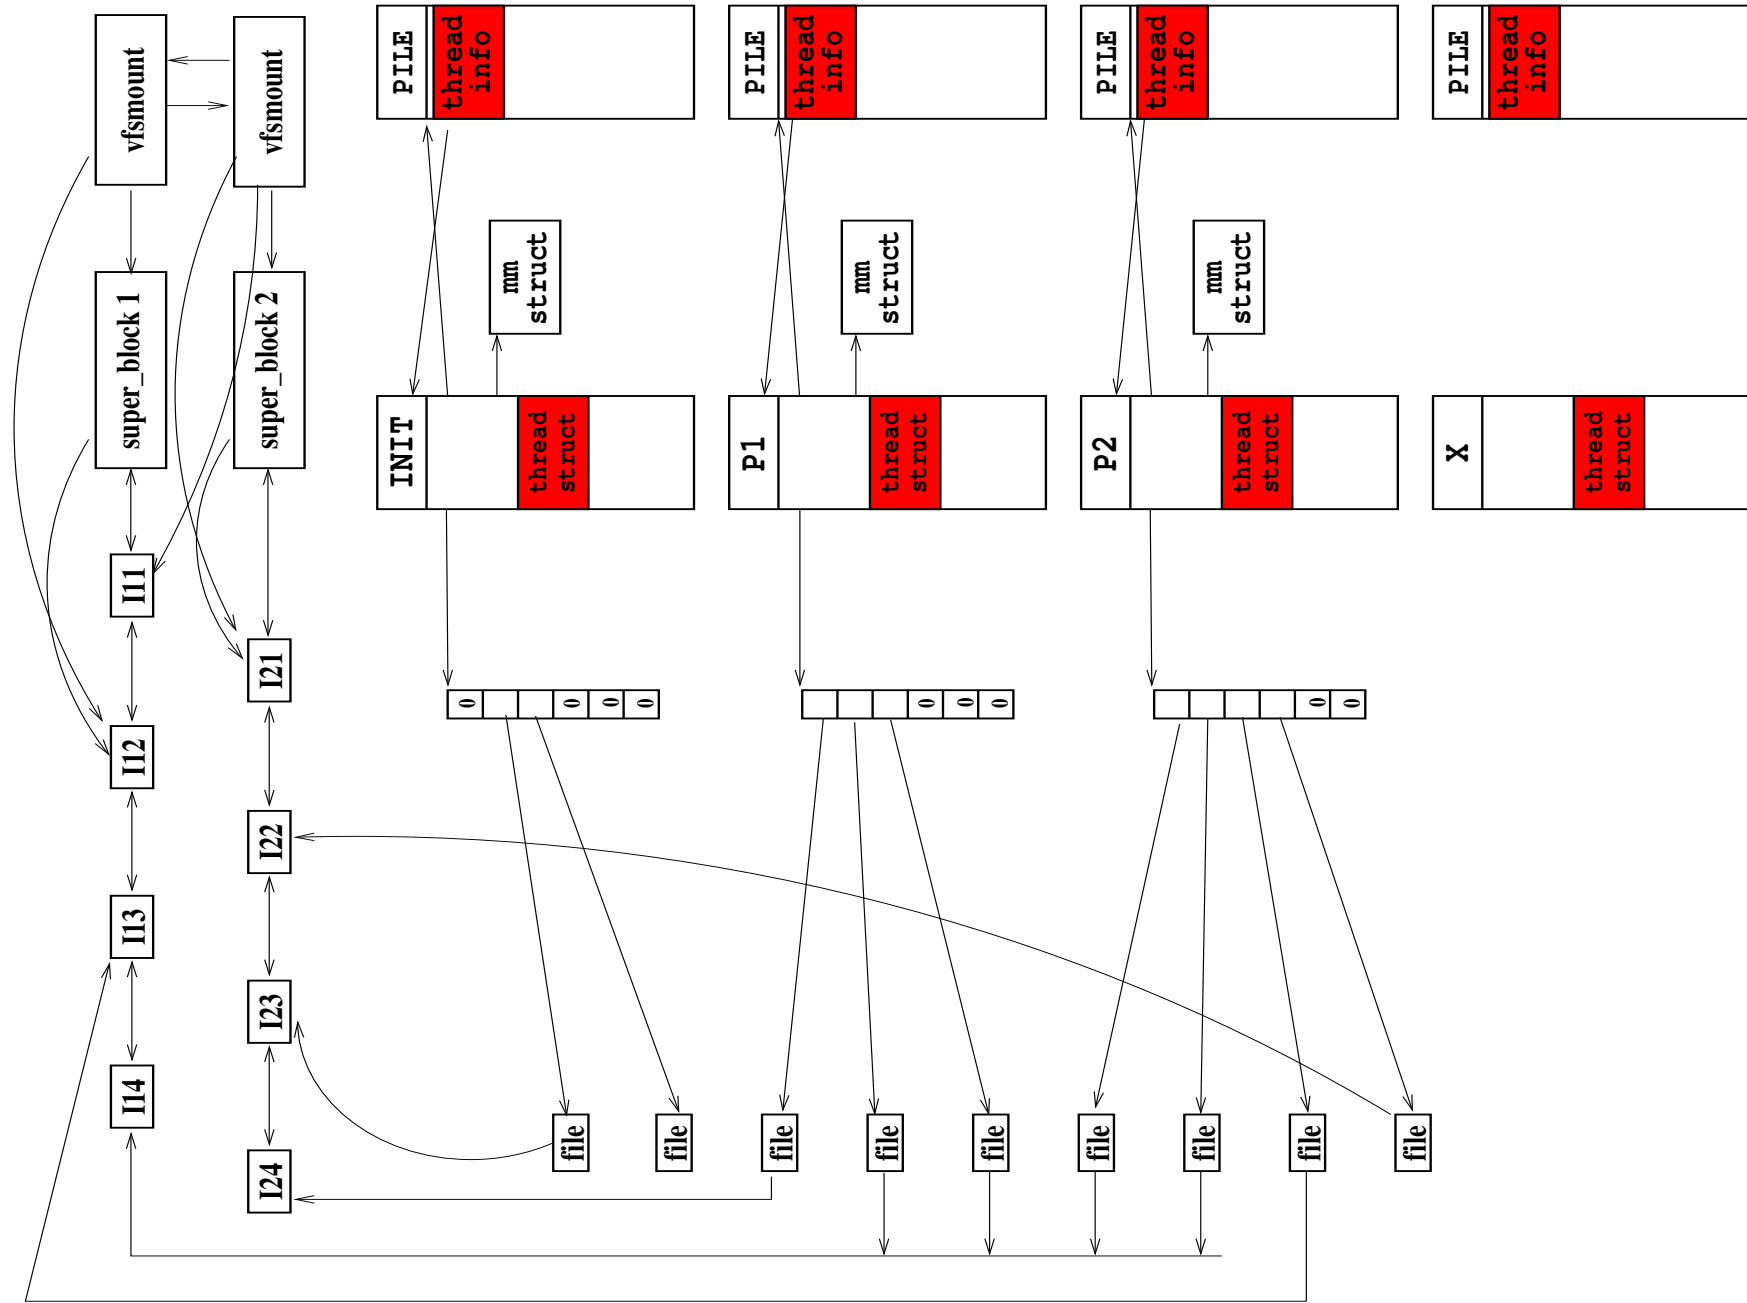 I14
I13
I12
I11
super_block 1
vfsmount
I24
I23
I22
I21
super_block 2
vfsmount
INIT
PILE
0
thread
info
mm
struct
thread
struct
file
0
0
0
file
P1
PILE
file
thread
info
mm
struct
file
thread
struct
0
0
0
file
P2
PILE
file
thread
info
mm
struct
file
thread
struct
file
0
0
file
X
PILE
thread
info
thread
struct